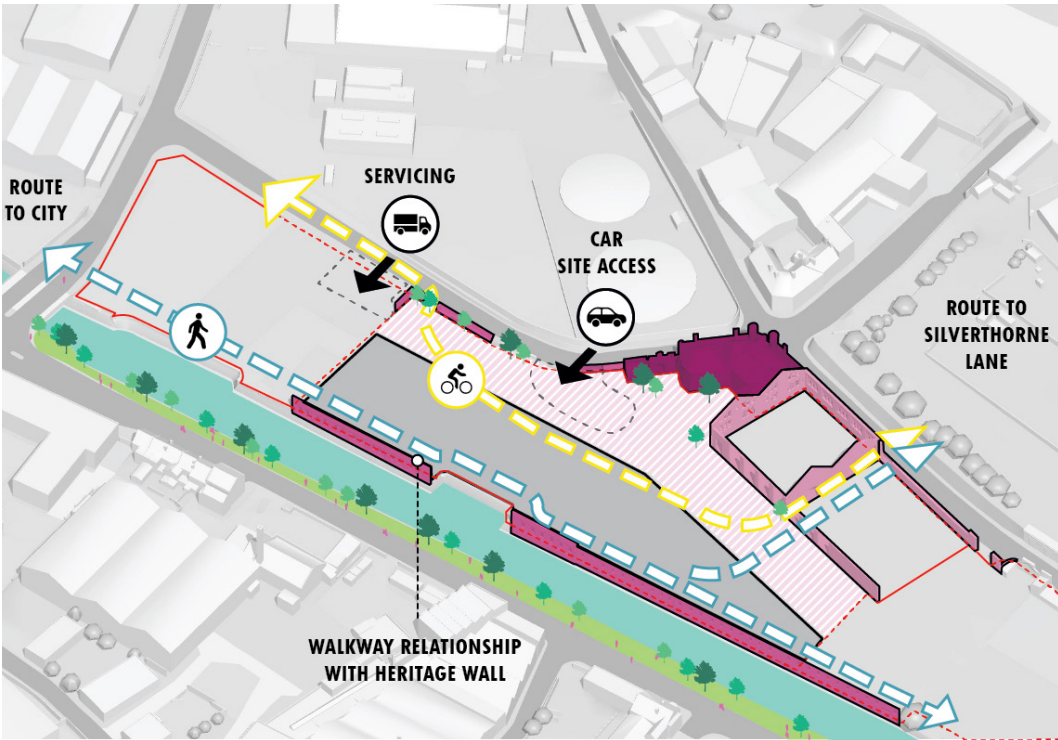 SERVICING
ROUTE
TO CITY
CAR
SITE ACCESS
ROUTE TO
SILVERTHORNE
LANE
WALKWAY RELATIONSHIP
WITH HERITAGE WALL